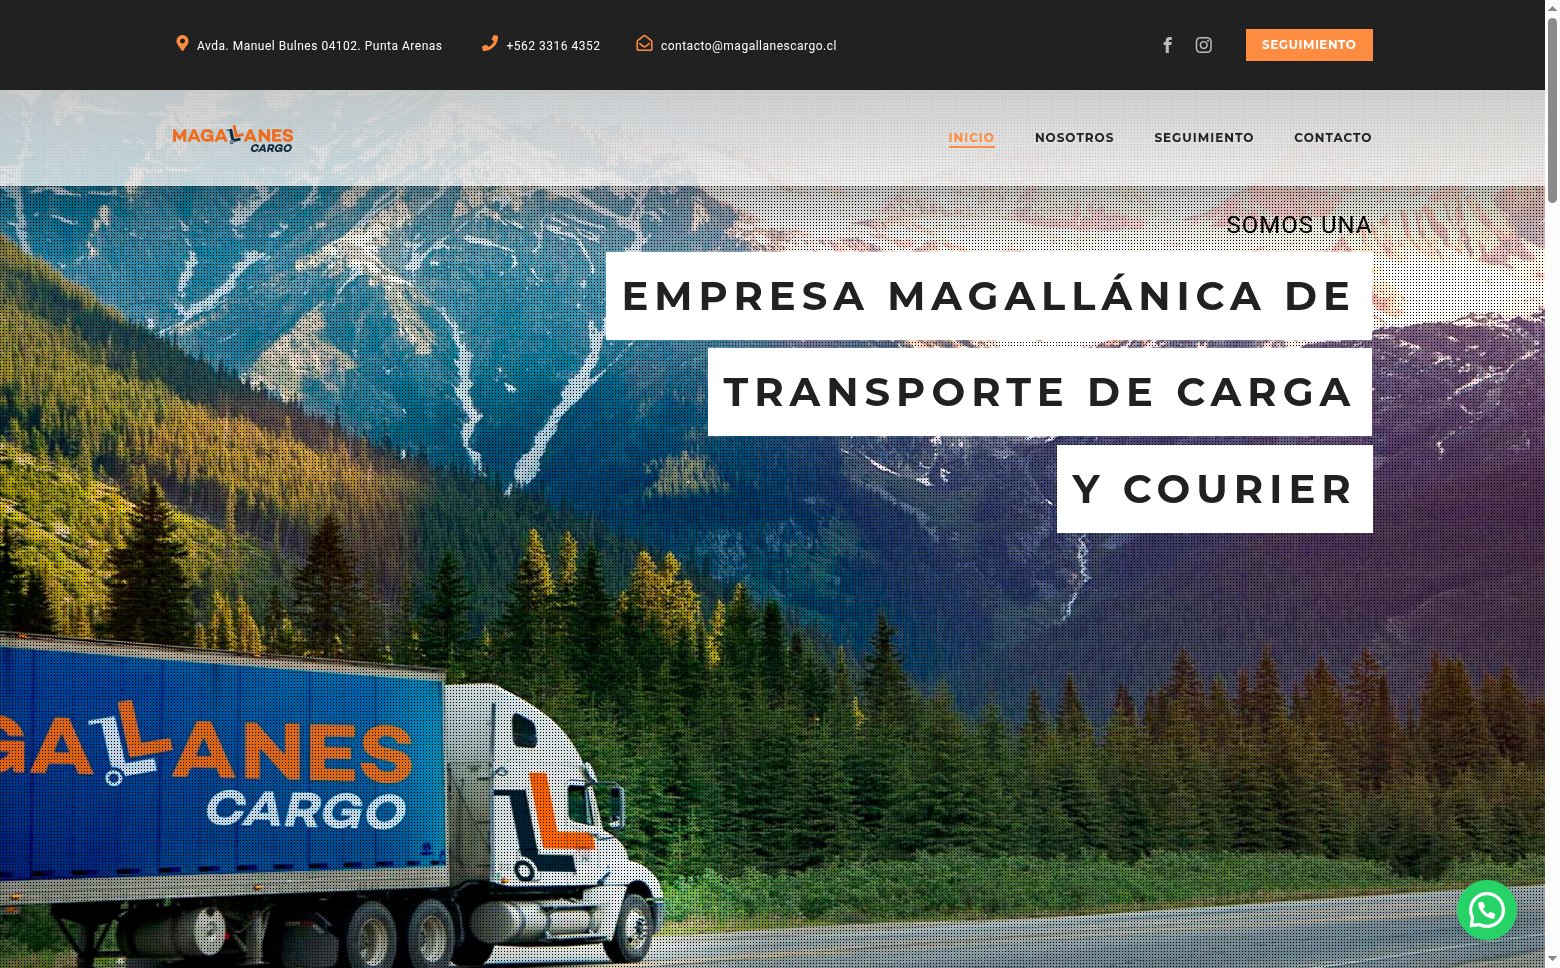 Avda. Manuel Bulnes 04102. Punta Arenas
+562 3316 4352
contacto@magallanescargo.cl
SEGUIMIENTO
MAGALLANES
CARGO
INICIO
NOSOTROS
SEGUIMIENTO
CONTACTO
SOMOS UNA
EMPRESA MAGALLÁNICA DE
TRANSPORTE DE CARGA
Y COURIER
GALLANES
CARGO